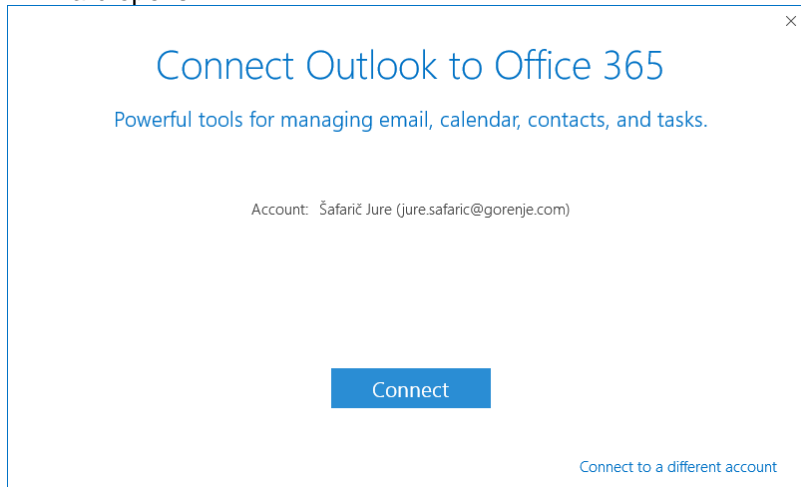 Connect Outlook to Office 365
Powerful tools for managing email, calendar, contacts, and tasks.
Account: Šafarič Jure (jure.safaric@gorenje.com)
Connect
Connect to a different account